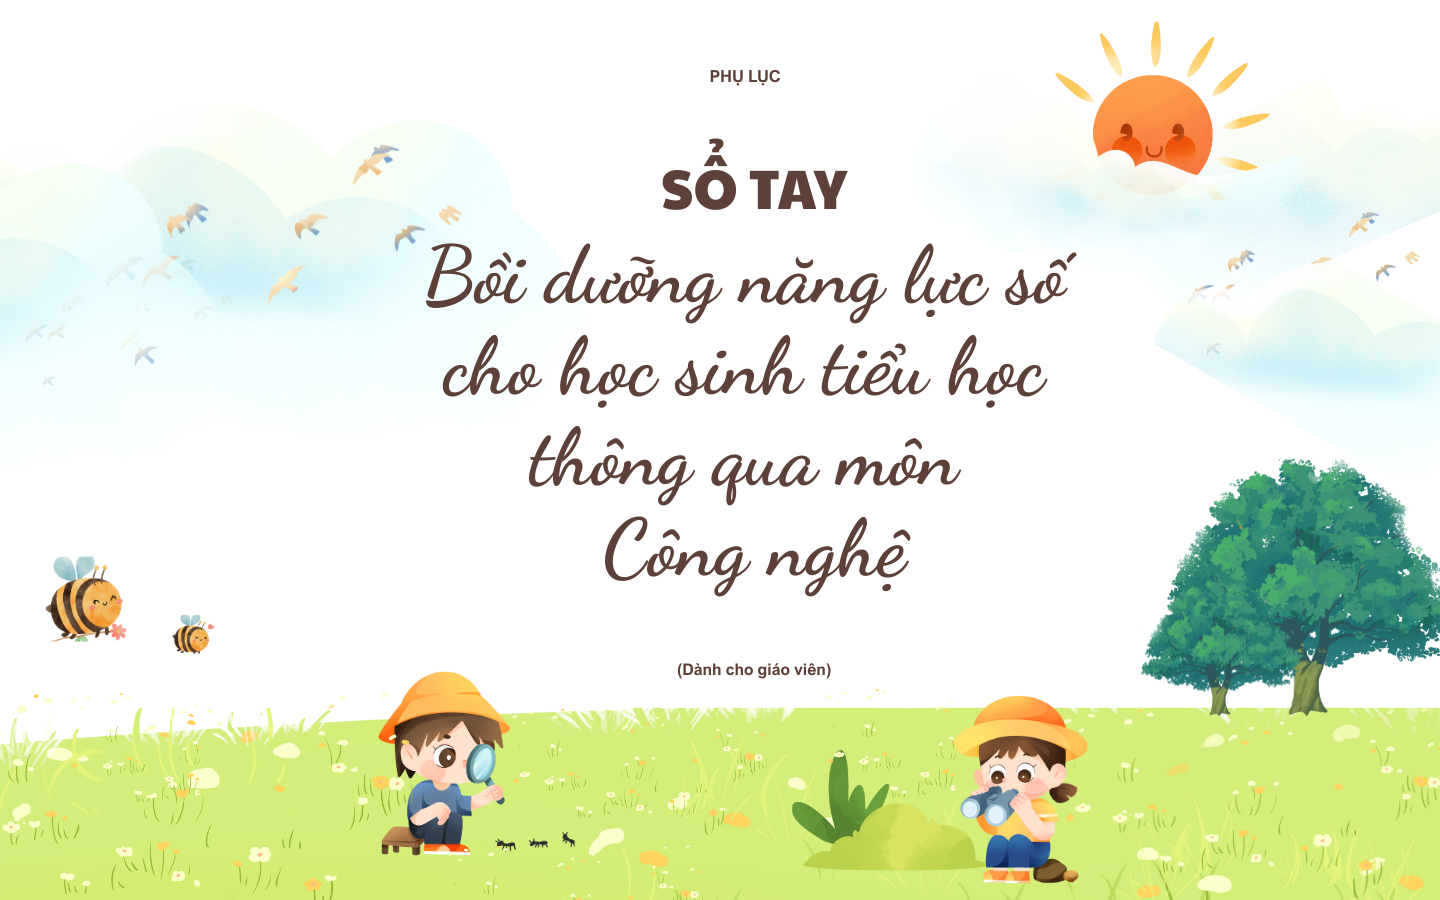 PHỤ LỤC
SỔ TAY
Bồi dưỡng năng lực số
cho học sinh tiểu học
thông qua môn
Công nghệ
(Dành cho giáo viên)